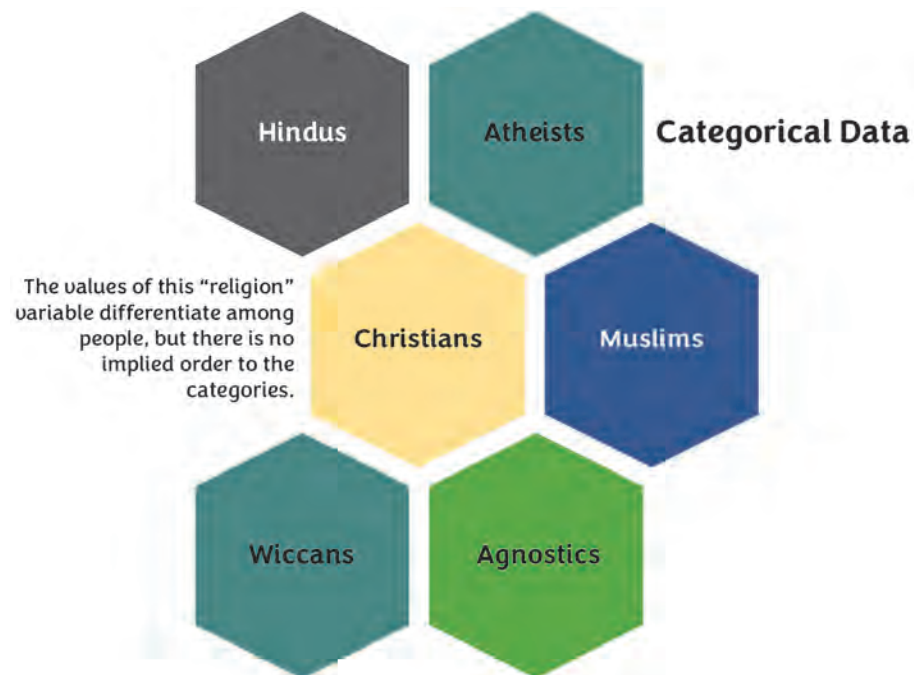 Hindus
Atheists
Categorical Data
The values of this “religion”
variable differentiate among
people, but there is no
implied order to the
categories.
Christians
Muslims
Wiccans
Agnostics